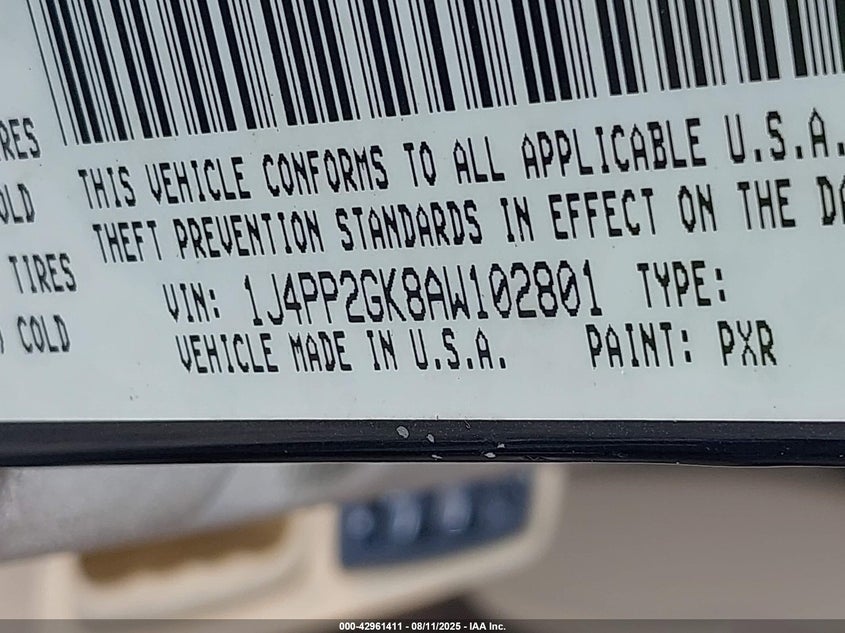 RES
OLD
TIRES
COLD
THIS VEHICLE CONFORMS TO ALL APPLICABLE U.S.A.
THEFT PREVENTION STANDARDS IN EFFECT ON THE DA
VIN: 1J4PP2GK8AW102801 TYPE:
VEHICLE MADE IN U.S.A. PAINT: PXR
000-42961411 - 08/11/2025 - IAA Inc.